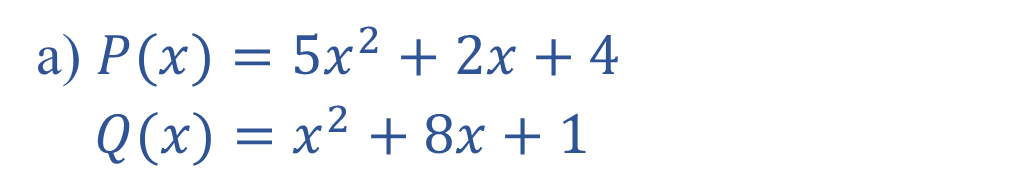 a) P(x) = 5x² + 2x + 4
Q(x) = x² + 8x + 1